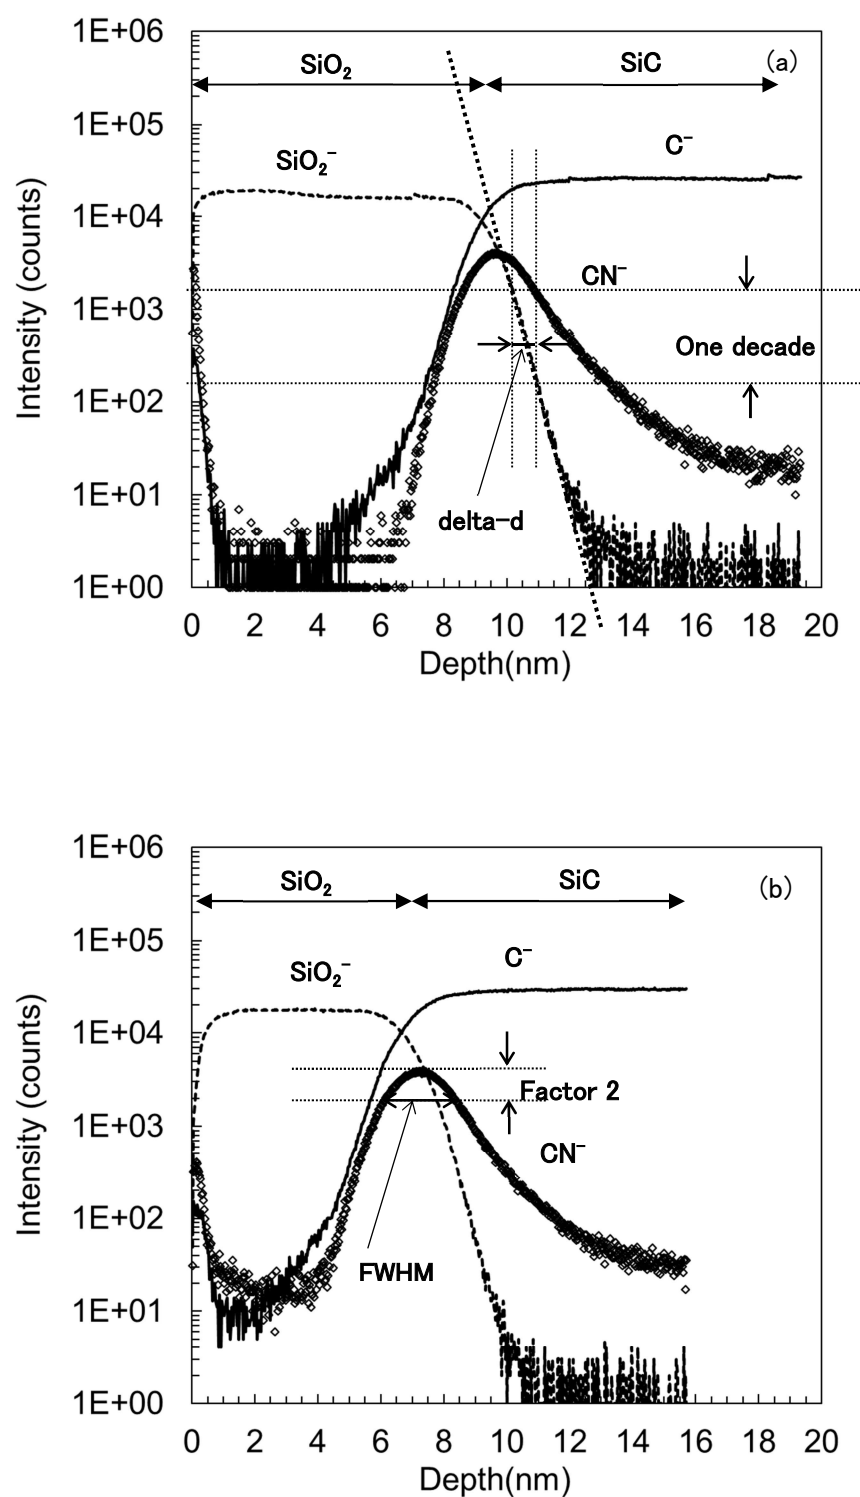 1E+06
SiO₂
SiC
(a)
1E+05
SiO₂⁻
C⁻
1E+04
CN⁻
1E+03
One decade
1E+02
1E+01
delta-d
1E+00
0 2 4 6 8 10 12 14 16 18 20
Depth(nm)
Intensity (counts)
1E+06
SiO₂
SiC
(b)
1E+05
SiO₂⁻
C⁻
1E+04
Factor 2
1E+03
CN⁻
1E+02
FWHM
1E+01
1E+00
0 2 4 6 8 10 12 14 16 18 20
Depth(nm)
Intensity (counts)